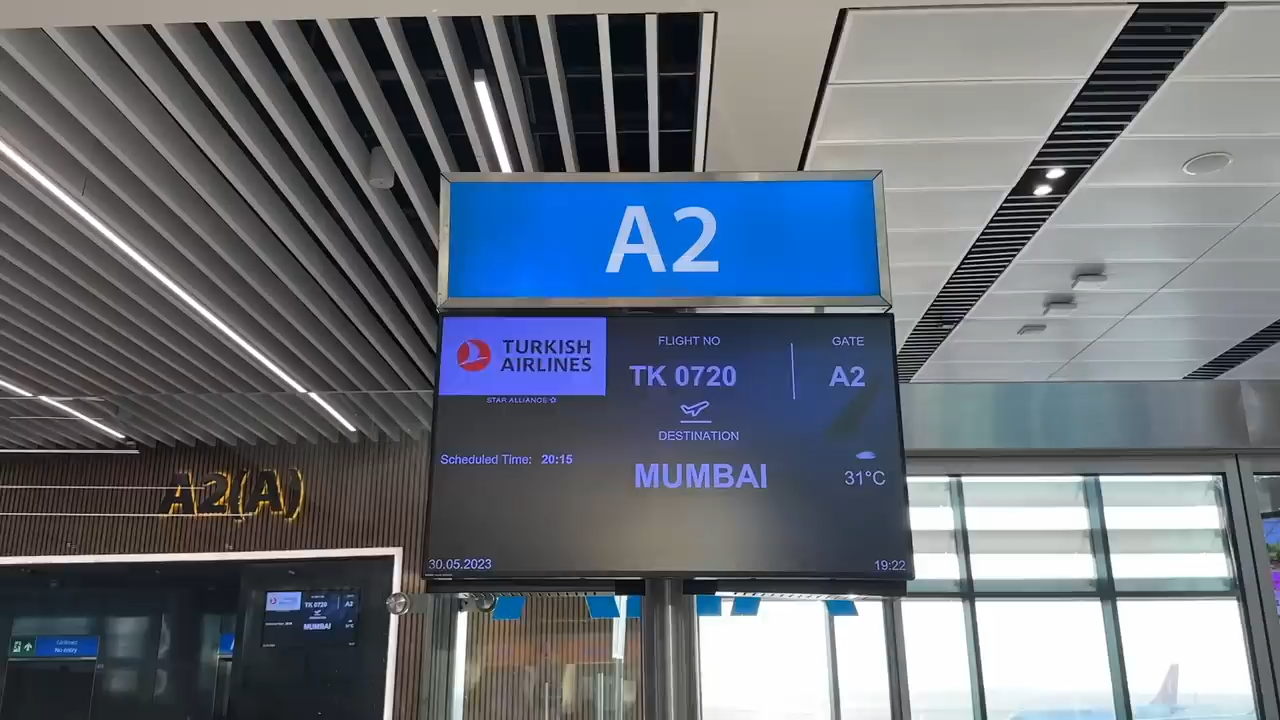 A2
TURKISH
AIRLINES
STAR ALLIANCE
FLIGHT NO
TK 0720
GATE
A2
DESTINATION
MUMBAI
Scheduled Time: 20:15
31°C
30.05.2023
19:22
A2(A)
TK 0720
A2
MUMBAI
Airlines
No entry